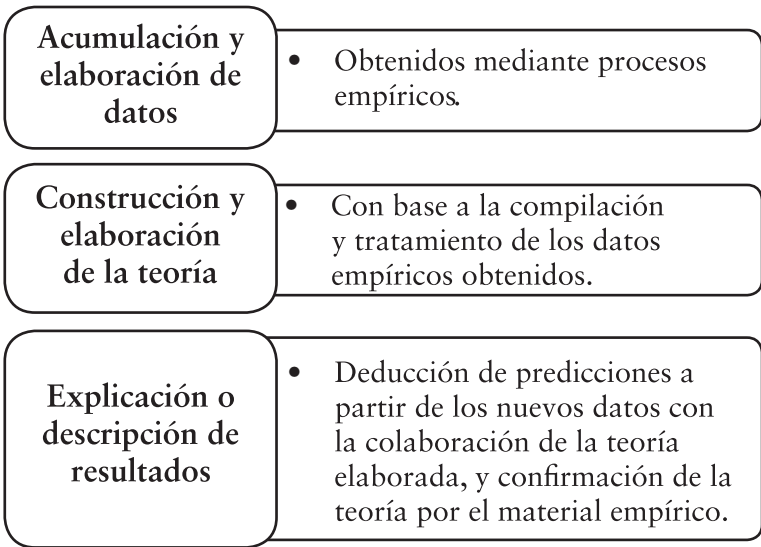 Acumulación y
elaboración de
datos
• Obtenidos mediante procesos
empíricos.
Construcción y
elaboración
de la teoría
• Con base a la compilación
y tratamiento de los datos
empíricos obtenidos.
Explicación o
descripción de
resultados
• Deducción de predicciones a
partir de los nuevos datos con
la colaboración de la teoría
elaborada, y confirmación de la
teoría por el material empírico.